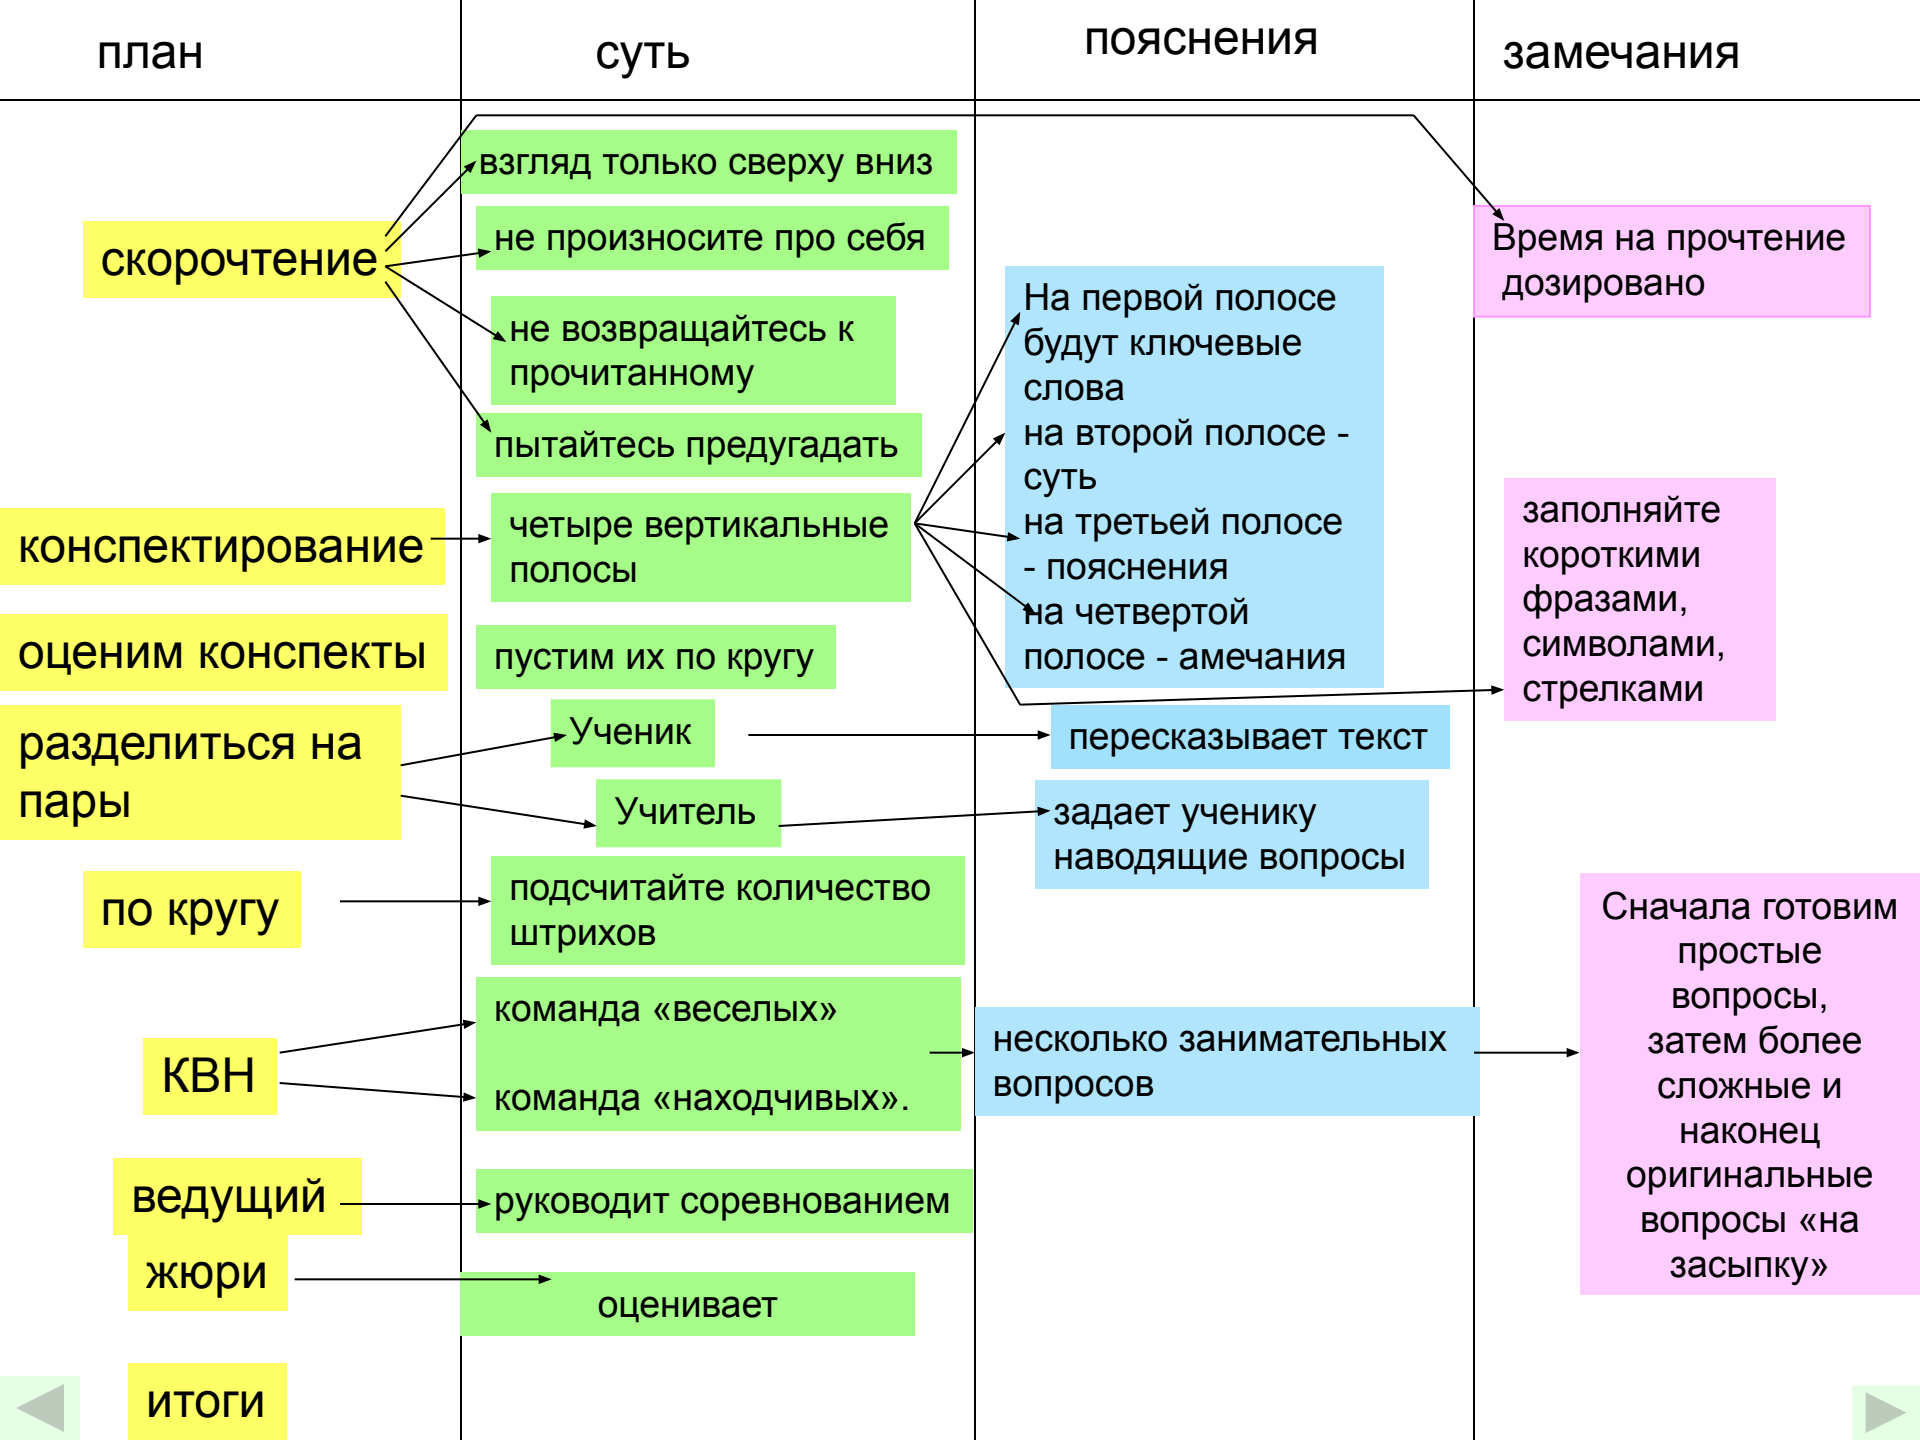 план
суть
пояснения
замечания
скорочтение
взгляд только сверху вниз
не произносите про себя
не возвращайтесь к
прочитанному
пытайтесь предугадать
Время на прочтение
дозировано
конспектирование
четыре вертикальные
полосы
На первой полосе
будут ключевые
слова
на второй полосе -
суть
на третьей полосе
- пояснения
на четвертой
полосе - амечания
заполняйте
короткими
фразами,
символами,
стрелками
оценим конспекты
пустим их по кругу
разделиться на
пары
Ученик
пересказывает текст
Учитель
задает ученику
наводящие вопросы
по кругу
подсчитайте количество
штрихов
КВН
команда «веселых»
команда «находчивых».
несколько занимательных
вопросов
Сначала готовим
простые
вопросы,
затем более
сложные и
наконец
оригинальные
вопросы «на
засыпку»
ведущий
руководит соревнованием
жюри
оценивает
итоги